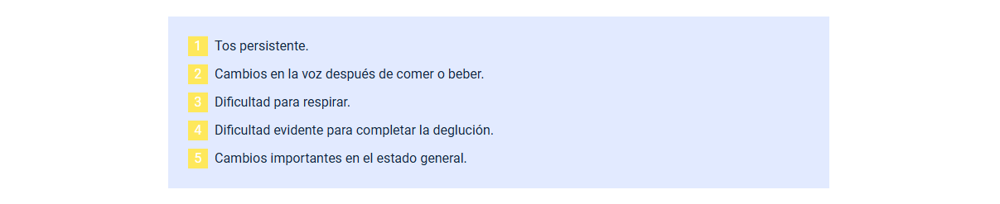 1 Tos persistente.
2 Cambios en la voz después de comer o beber.
3 Dificultad para respirar.
4 Dificultad evidente para completar la deglución.
5 Cambios importantes en el estado general.